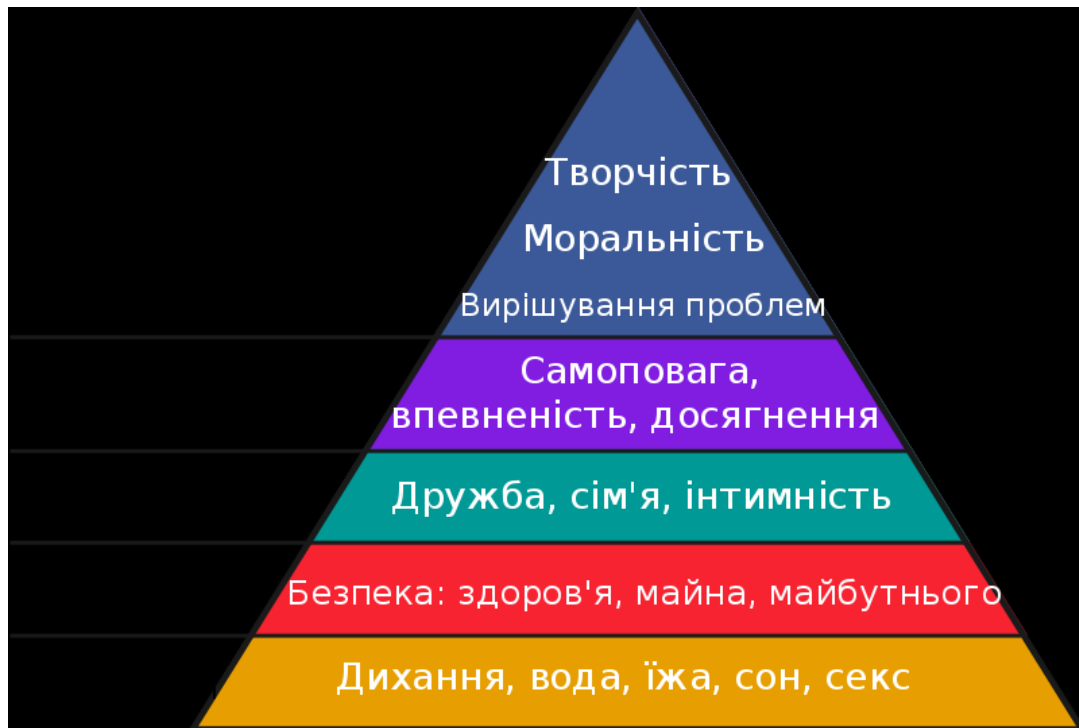 Творчість
Моральність
Вирішування проблем
Самоповага,
впевненість, досягнення
Дружба, сім'я, інтимність
Безпека: здоров'я, майна, майбутнього
Дихання, вода, їжа, сон, секс